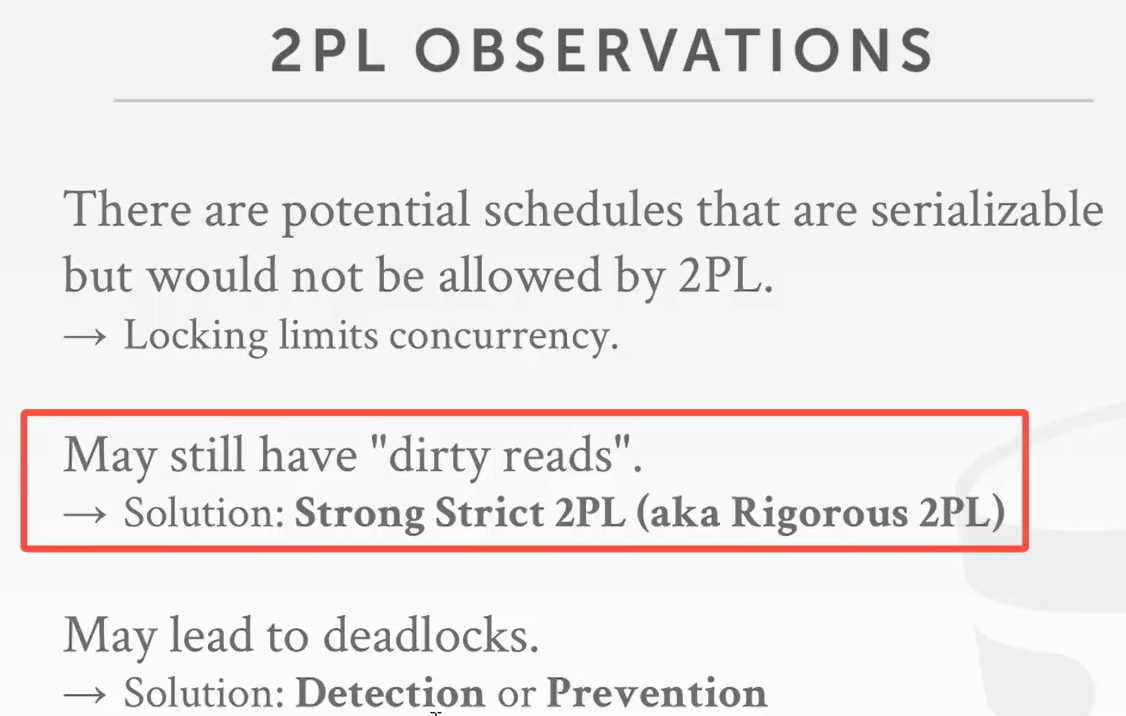 2PL OBSERVATIONS
There are potential schedules that are serializable
but would not be allowed by 2PL.
→ Locking limits concurrency.
May still have "dirty reads".
→ Solution: Strong Strict 2PL (aka Rigorous 2PL)
May lead to deadlocks.
→ Solution: Detection or Prevention